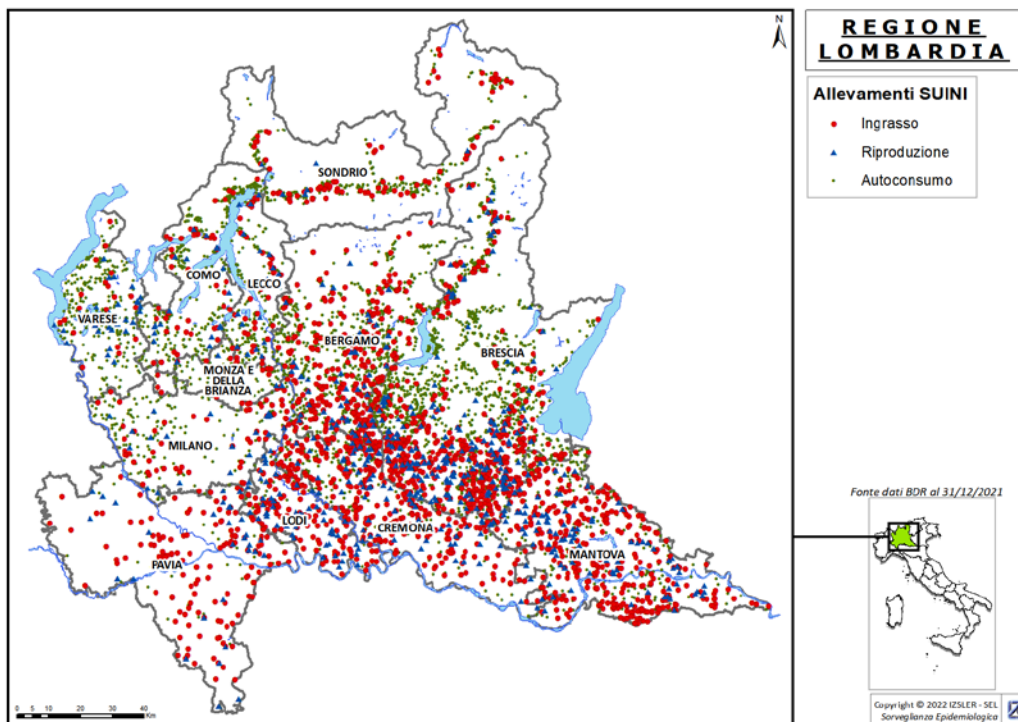 REGIONE
LOMBARDIA
Allevamenti SUINI
Ingrasso
Riproduzione
Autoconsumo
N
SONDRIO
COMO
LECCO
VARESE
BERGAMO
BRESCIA
MONZA E
DELLA
BRIANZA
MILANO
LODI
CREMONA
PAVIA
MANTOVA
0 5 10 20 30 40
Km
Fonte dati BDR al 31/12/2021
Copyright © 2022 IZSLER - SEL
Sorveglianza Epidemiologica